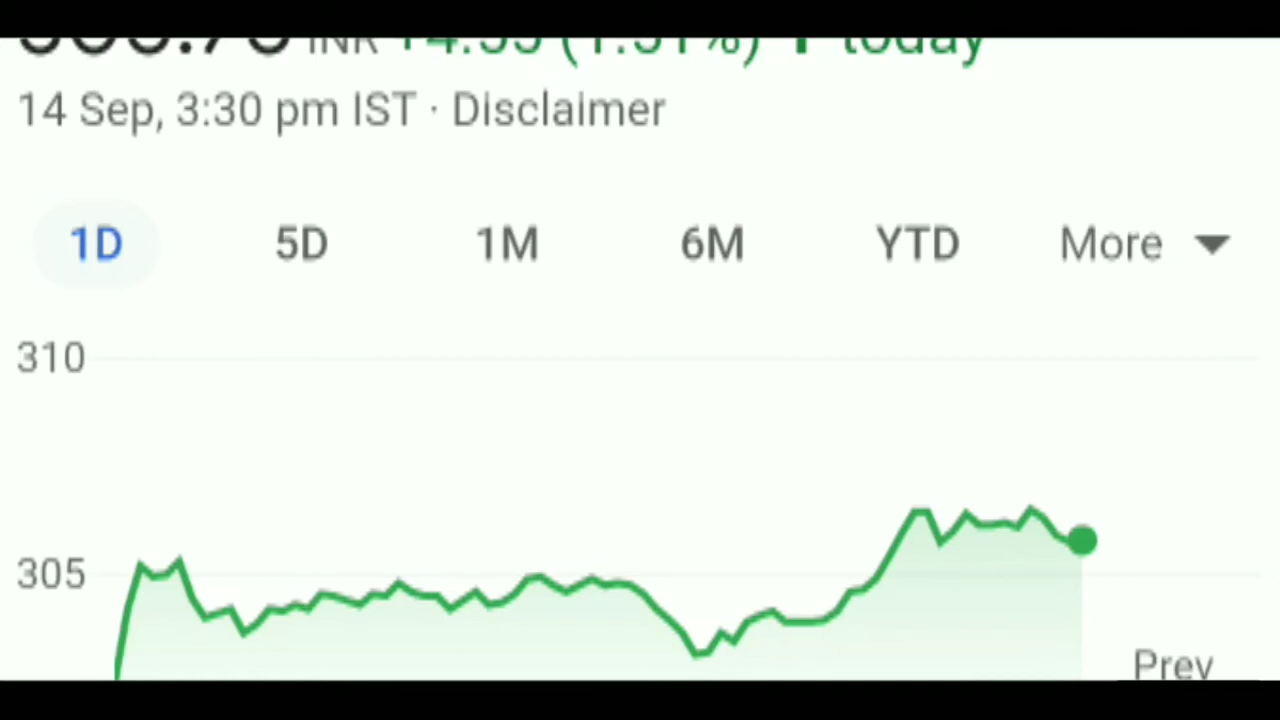 INR today
14 Sep, 3:30 pm IST · Disclaimer
1D 5D 1M 6M YTD More
310
305
Prev